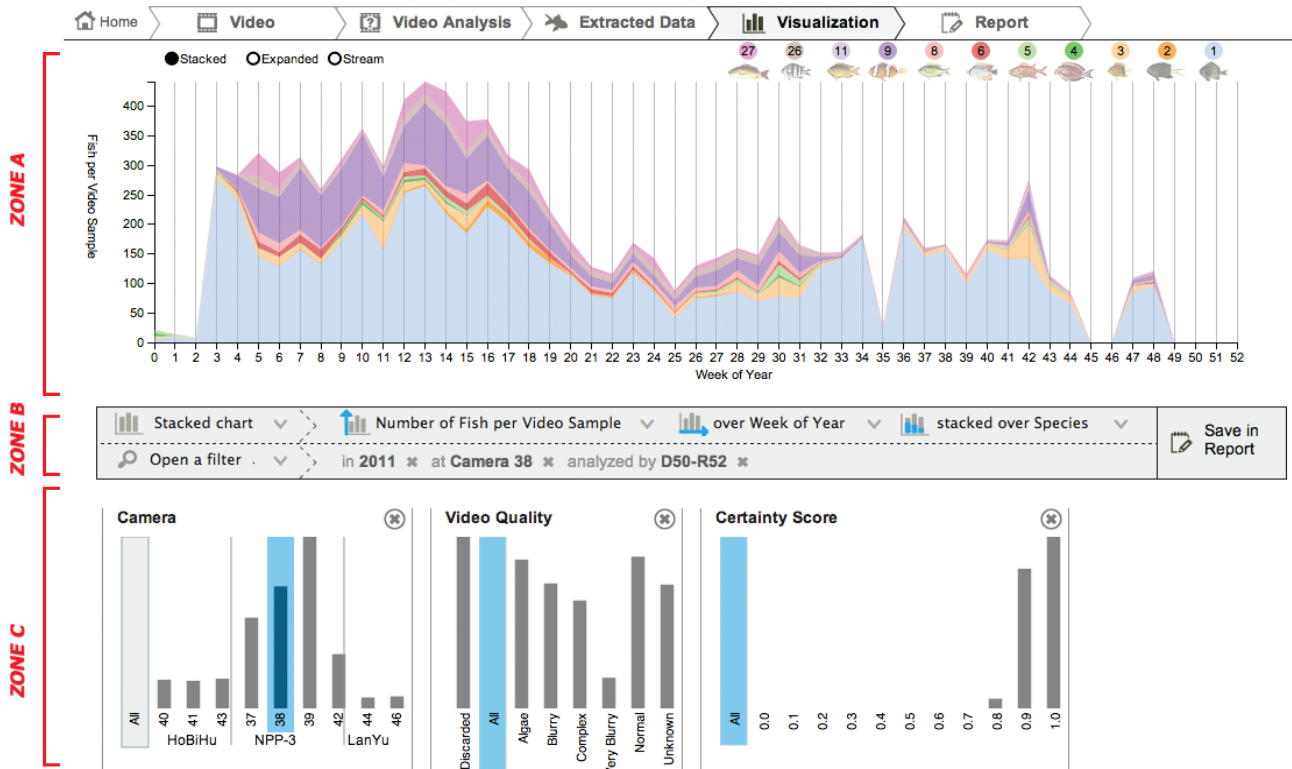 Home Video Video Analysis Extracted Data Visualization Report
Stacked Expanded Stream
27 26 11 9 8 6 5 4 3 2 1
ZONE A
Fish per Video Sample
400
350
300
250
200
150
100
50
0
0 1 2 3 4 5 6 7 8 9 10 11 12 13 14 15 16 17 18 19 20 21 22 23 24 25 26 27 28 29 30 31 32 33 34 35 36 37 38 39 40 41 42 43 44 45 46 47 48 49 50 51 52
Week of Year
ZONE B
Stacked chart Number of Fish per Video Sample over Week of Year stacked over Species
Open a filter . in 2011 ✖ at Camera 38 ✖ analyzed by D50-R52 ✖
Save in
Report
ZONE C
Camera
All 40 41 43 37 38 39 42 44 46
HoBiHu NPP-3 LanYu
Video Quality
Discarded All Algae Blurry Complex Very Blurry Normal Unknown
Certainty Score
All 0.0 0.1 0.2 0.3 0.4 0.5 0.6 0.7 0.8 0.9 1.0